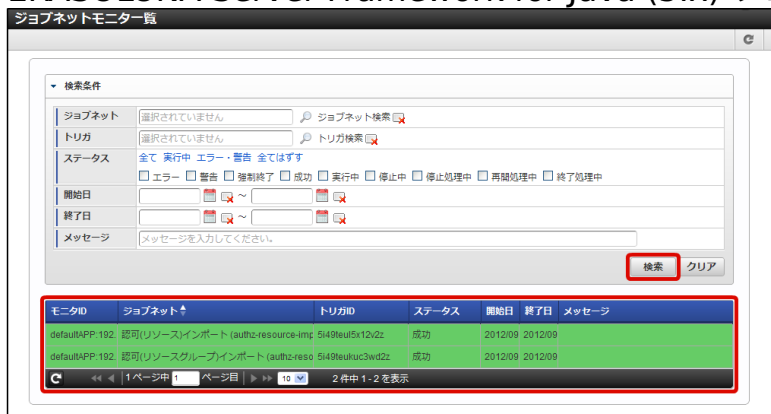 ジョブネットモニター覧
検索条件
ジョブネット 選択されていません ジョブネット検索
トリガ 選択されていません トリガ検索
ステータス 全て 実行中 エラー・警告 全てはずす
エラー 警告 強制終了 成功 実行中 停止中 停止処理中 再開処理中 終了処理中
開始日 ~
終了日 ~
メッセージ メッセージを入力してください。
検索 クリア
モニタID ジョブネット トリガID ステータス 開始日 終了日 メッセージ
defaultAPP:192. 認可(リソース)インポート (authz-resource-imp 5i49teul5x12v2z 成功 2012/09 2012/09
defaultAPP:192. 認可(リソースグループ)インポート (authz-reso 5i49teukuc3wd2z 成功 2012/09 2012/09
1ページ中 1 ページ目 10 2 件中 1 - 2 を表示